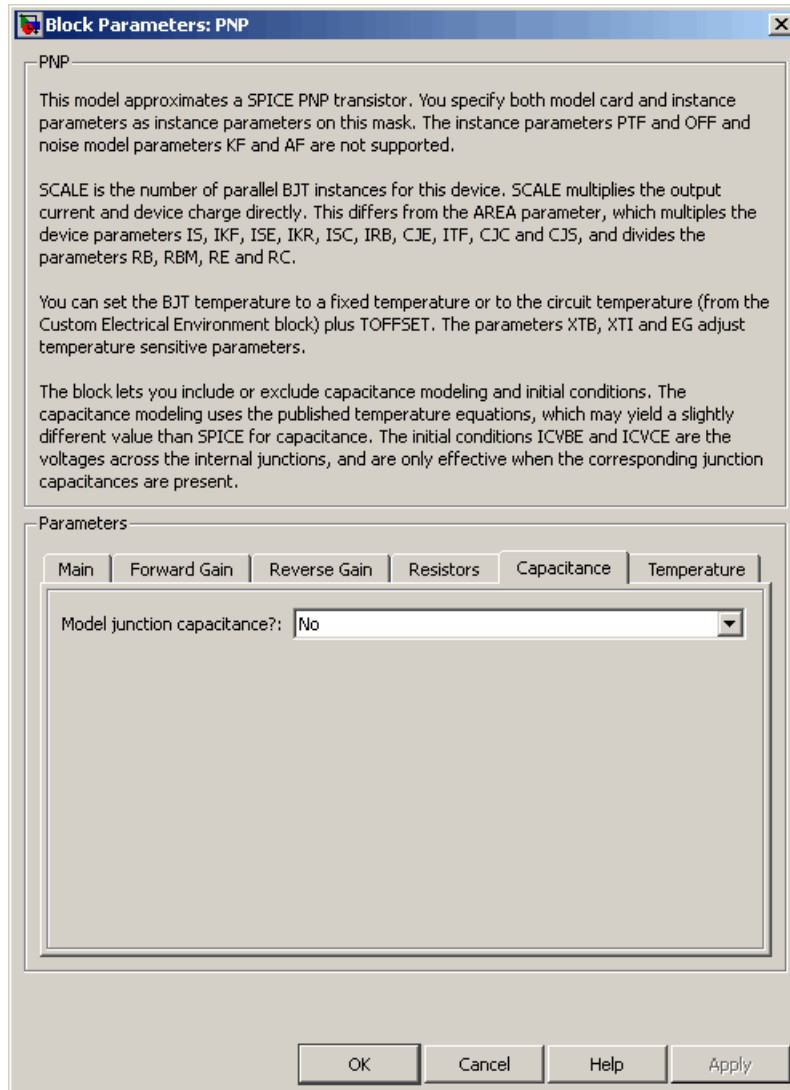 Block Parameters: PNP
PNP
This model approximates a SPICE PNP transistor. You specify both model card and instance
parameters as instance parameters on this mask. The instance parameters PTF and OFF and
noise model parameters KF and AF are not supported.
SCALE is the number of parallel BJT instances for this device. SCALE multiplies the output
current and device charge directly. This differs from the AREA parameter, which multiples the
device parameters IS, IKF, ISE, IKR, ISC, IRB, CJE, ITF, CJC and CJS, and divides the
parameters RB, RBM, RE and RC.
You can set the BJT temperature to a fixed temperature or to the circuit temperature (from the
Custom Electrical Environment block) plus TOFFSET. The parameters XTB, XTI and EG adjust
temperature sensitive parameters.
The block lets you include or exclude capacitance modeling and initial conditions. The
capacitance modeling uses the published temperature equations, which may yield a slightly
different value than SPICE for capacitance. The initial conditions ICVBE and ICVCE are the
voltages across the internal junctions, and are only effective when the corresponding junction
capacitances are present.
Parameters
Main Forward Gain Reverse Gain Resistors Capacitance Temperature
Model junction capacitance?: No
OK Cancel Help Apply